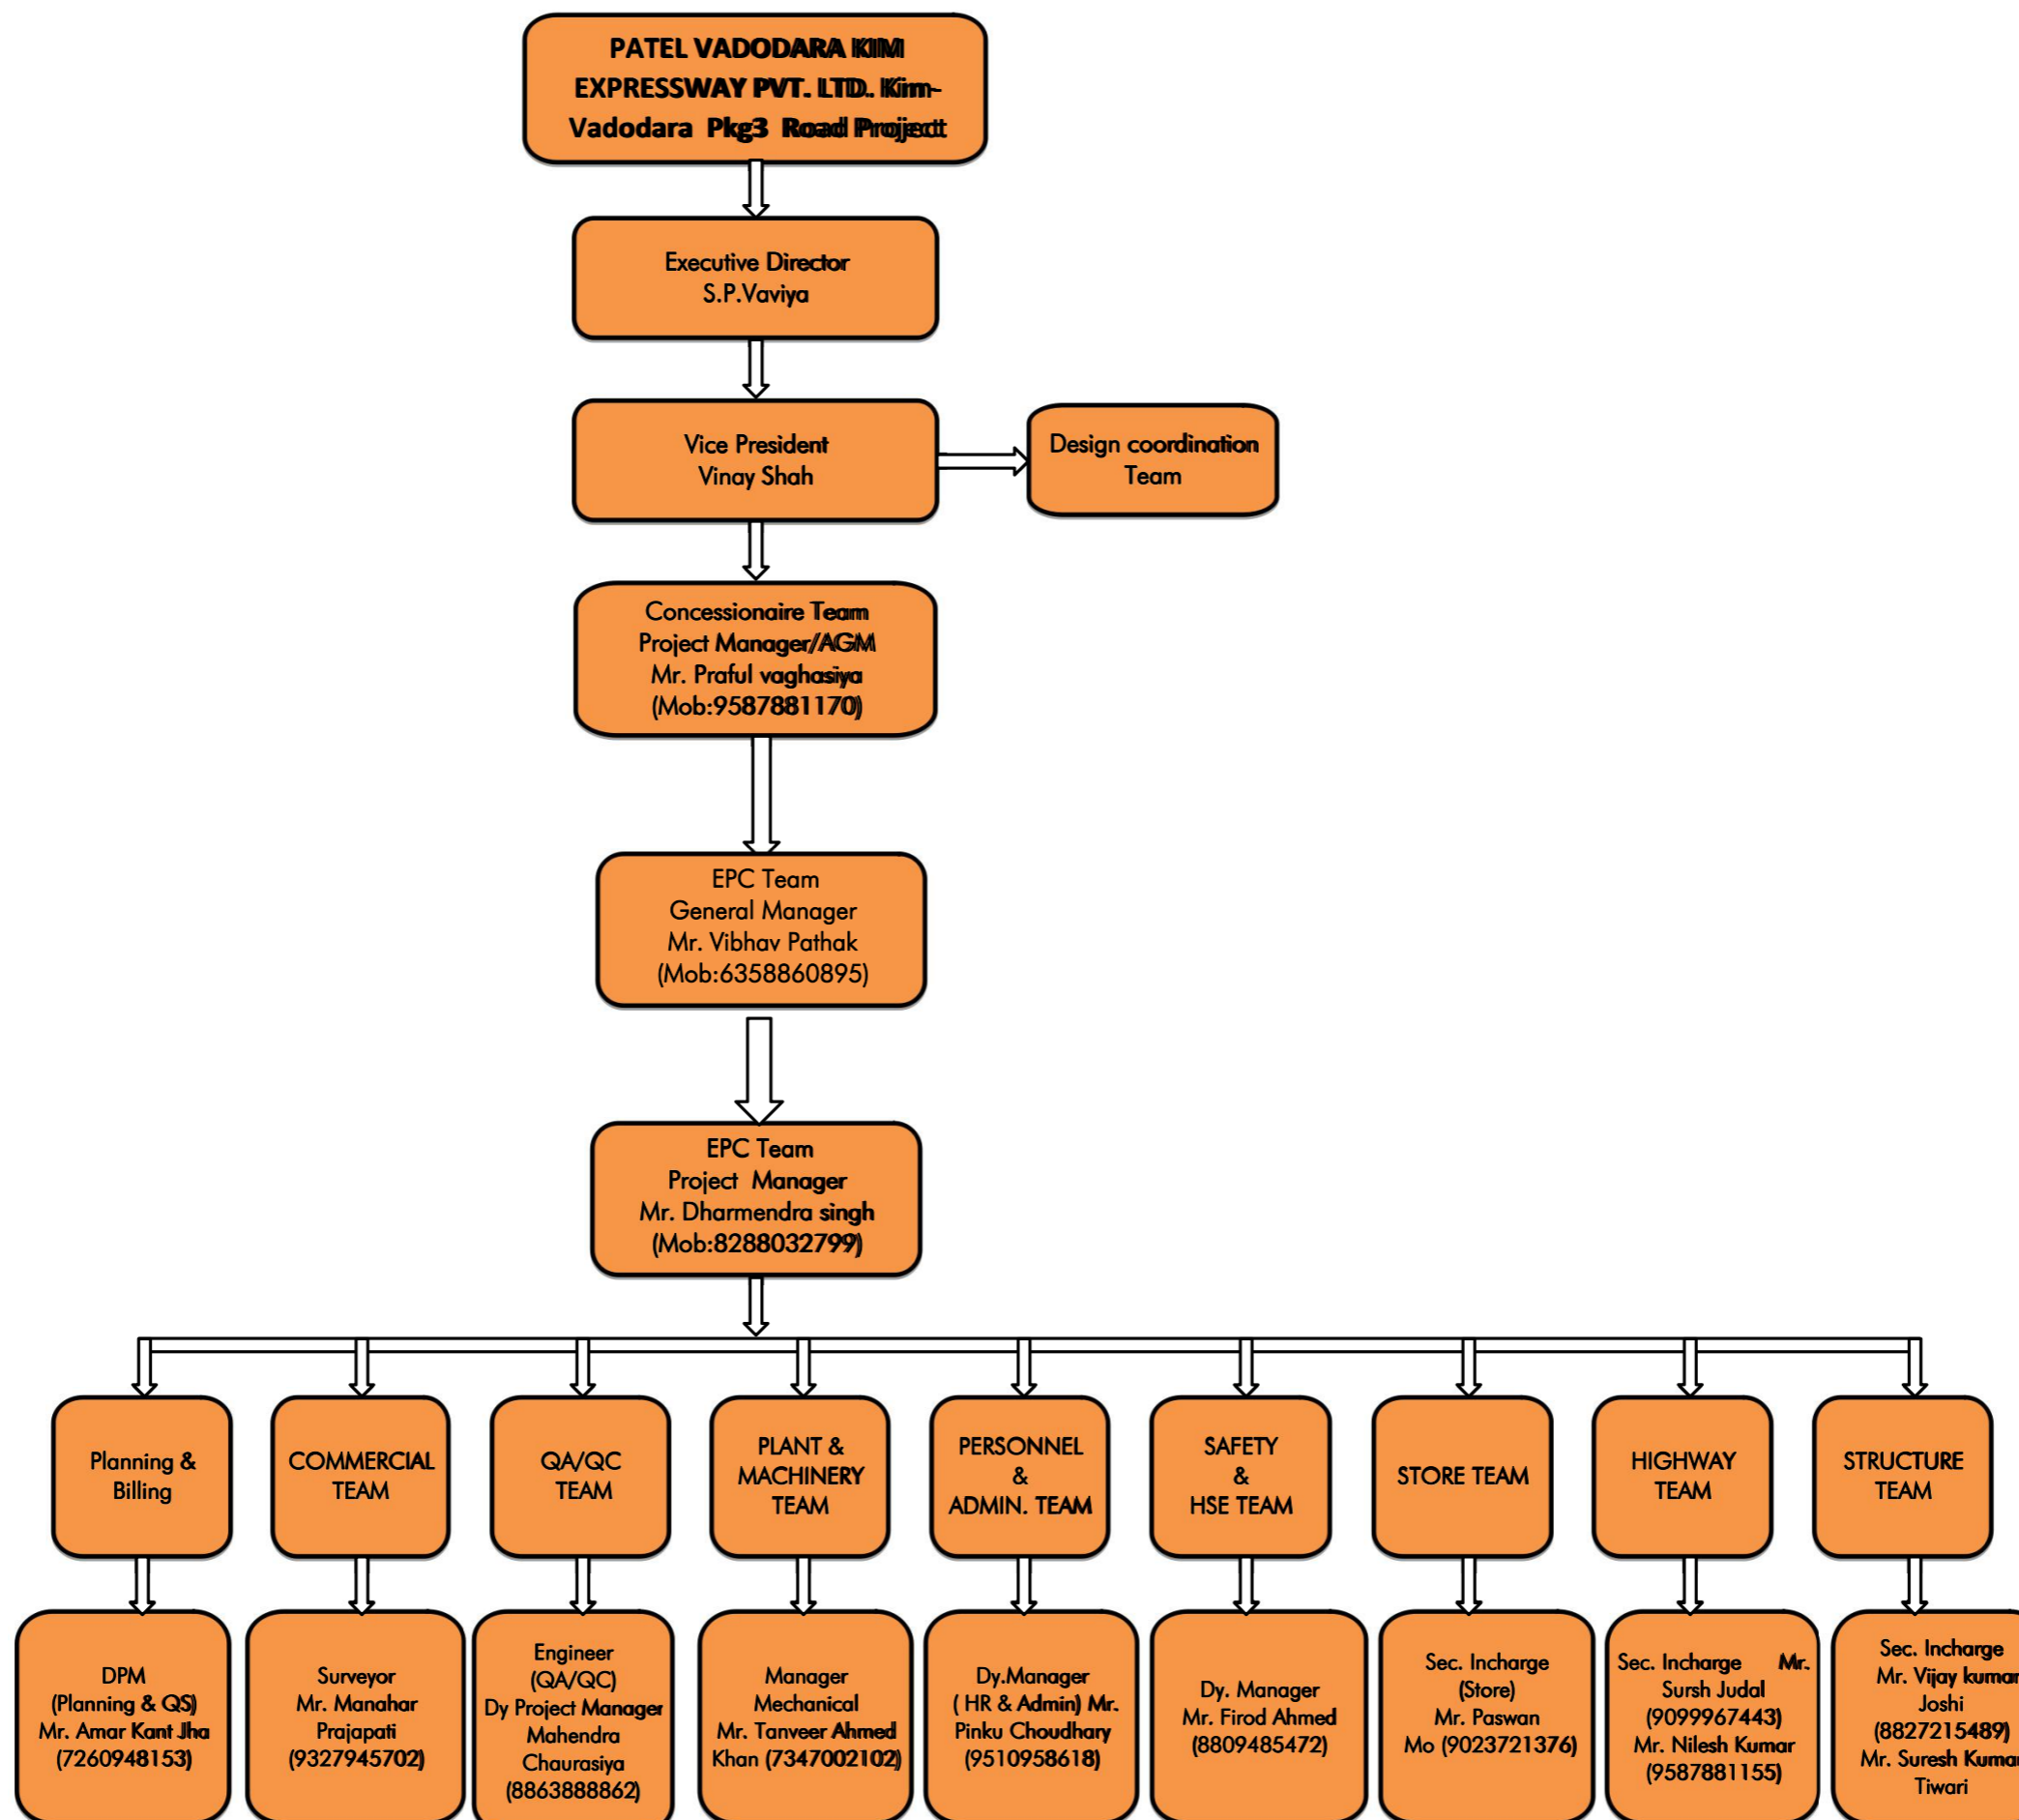 PATEL VADODARA KIM
EXPRESSWAY PVT. LTD. Kim-
Vadodara Pkg3 Road Project
Executive Director
S.P.Vaviya
Vice President
Vinay Shah
Design coordination
Team
Concessionaire Team
Project Manager/AGM
Mr. Praful vaghasiya
(Mob:9587881170)
EPC Team
General Manager
Mr. Vibhav Pathak
(Mob:6358860895)
EPC Team
Project Manager
Mr. Dharmendra singh
(Mob:8288032799)
Planning &
Billing
COMMERCIAL
TEAM
QA/QC
TEAM
PLANT &
MACHINERY
TEAM
PERSONNEL
&
ADMIN. TEAM
SAFETY
&
HSE TEAM
STORE TEAM
HIGHWAY
TEAM
STRUCTURE
TEAM
DPM
(Planning & QS)
Mr. Amar Kant Jha
(7260948153)
Surveyor
Mr. Manahar
Prajapati
(9327945702)
Engineer
(QA/QC)
Dy Project Manager
Mahendra
Chaurasiya
(8863888862)
Manager
Mechanical
Mr. Tanveer Ahmed
Khan (7347002102)
Dy.Manager
( HR & Admin) Mr.
Pinku Choudhary
(9510958618)
Dy. Manager
Mr. Firod Ahmed
(8809485472)
Sec. Incharge
(Store)
Mr. Paswan
Mo (9023721376)
Sec. Incharge Mr.
Sursh Judal
(9099967443)
Mr. Nilesh Kumar
(9587881155)
Sec. Incharge
Mr. Vijay kumar
Joshi
(8827215489)
Mr. Suresh Kumar
Tiwari